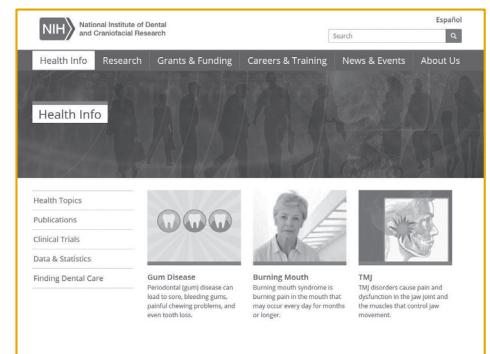 Español
NIH National Institute of Dental
and Craniofacial Research
Search
Health Info Research Grants & Funding Careers & Training News & Events About Us
Health Info
Health Topics
Publications
Clinical Trials
Data & Statistics
Finding Dental Care
Gum Disease
Periodontal (gum) disease can
lead to sore, bleeding gums,
painful chewing problems, and
even tooth loss.
Burning Mouth
Burning mouth syndrome is
burning pain in the mouth that
may occur every day for months
or longer.
TMJ
TMJ disorders cause pain and
dysfunction in the jaw joint and
the muscles that control jaw
movement.